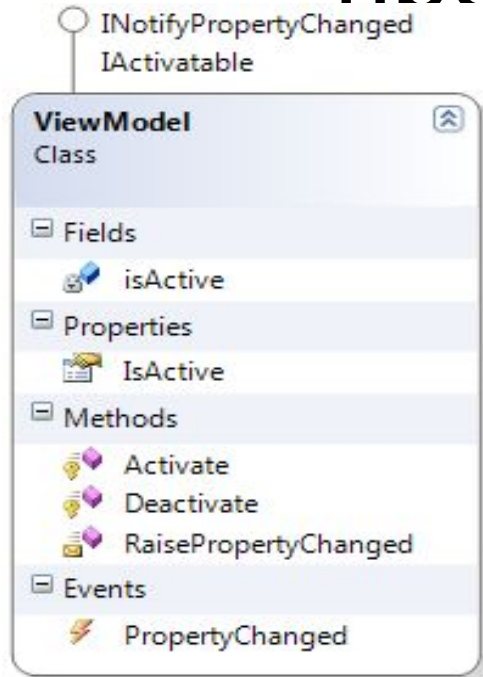 INotifyPropertyChanged
IActivatable
ViewModel
Class
Fields
isActive
Properties
IsActive
Methods
Activate
Deactivate
RaisePropertyChanged
Events
PropertyChanged